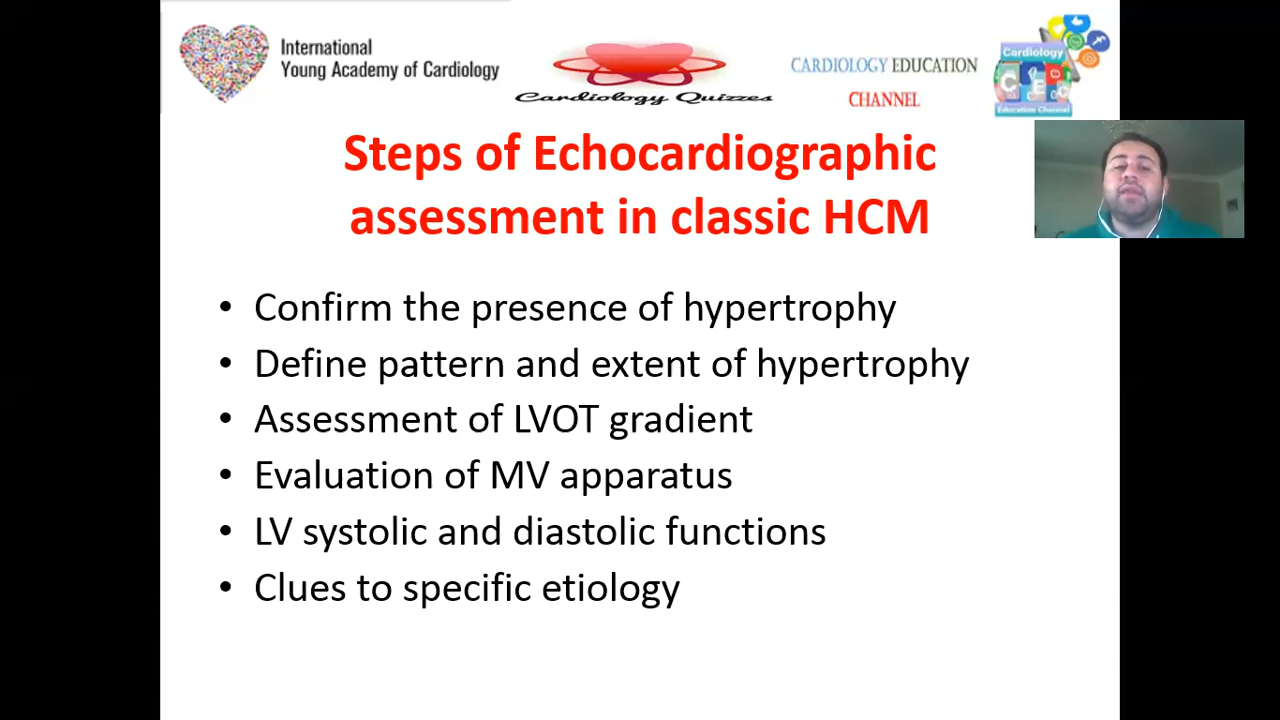 International
Young Academy of Cardiology
Cardiology Quizzes
CARDIOLOGY EDUCATION
CHANNEL
Cardiology
C E C
Education Channel
Steps of Echocardiographic
assessment in classic HCM
• Confirm the presence of hypertrophy
• Define pattern and extent of hypertrophy
• Assessment of LVOT gradient
• Evaluation of MV apparatus
• LV systolic and diastolic functions
• Clues to specific etiology